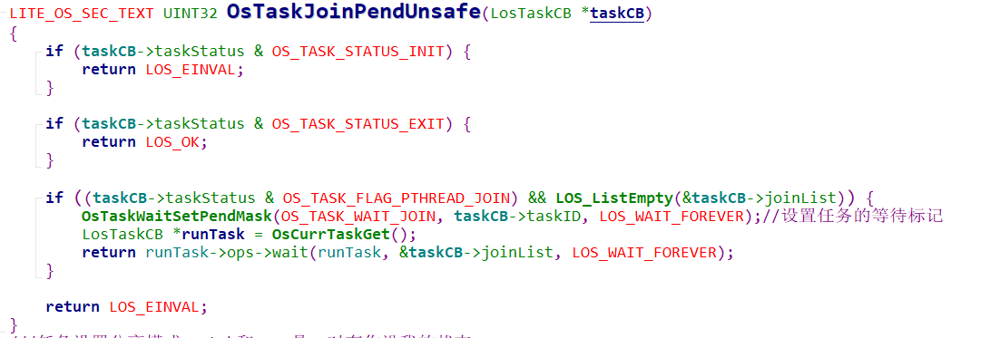 LITE_OS_SEC_TEXT UINT32 OsTaskJoinPendUnsafe(LosTaskCB *taskCB)
{
    if (taskCB->taskStatus & OS_TASK_STATUS_INIT) {
        return LOS_EINVAL;
    }

    if (taskCB->taskStatus & OS_TASK_STATUS_EXIT) {
        return LOS_OK;
    }

    if ((taskCB->taskStatus & OS_TASK_FLAG_PTHREAD_JOIN) && LOS_ListEmpty(&taskCB->joinList)) {
        OsTaskWaitSetPendMask(OS_TASK_WAIT_JOIN, taskCB->taskID, LOS_WAIT_FOREVER);//设置任务的等待标记
        LosTaskCB *runTask = OsCurrTaskGet();
        return runTask->ops->wait(runTask, &taskCB->joinList, LOS_WAIT_FOREVER);
    }

    return LOS_EINVAL;
}